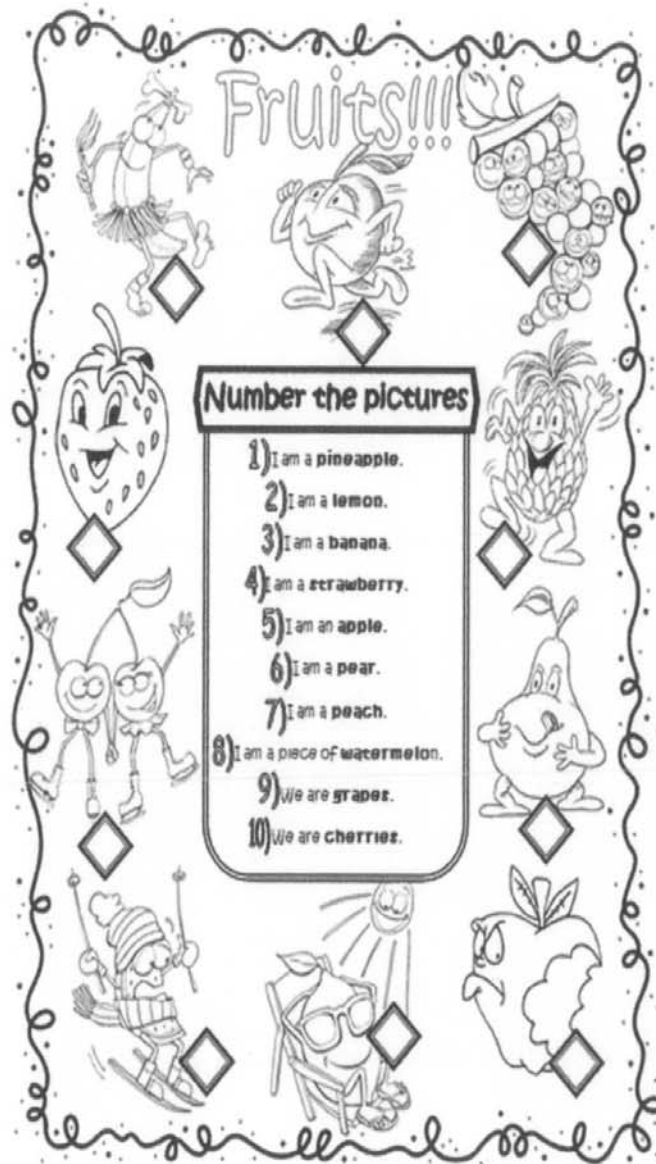 Fruits!!!
Number the pictures
1) I am a pineapple.
2) I am a lemon.
3) I am a banana.
4) I am a strawberry.
5) I am an apple.
6) I am a pear.
7) I am a peach.
8) I am a piece of watermelon.
9) We are grapes.
10) We are cherries.